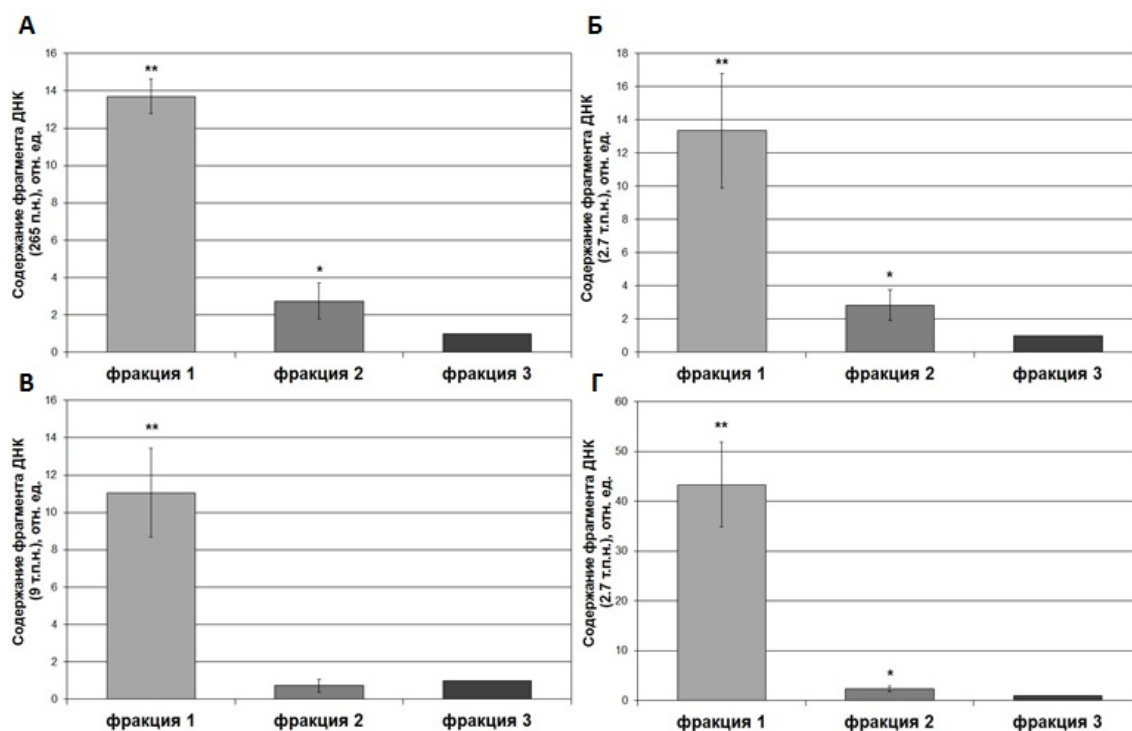 А
Содержание фрагмента ДНК
(265 п.н.), отн. ед.
16
14
12
10
8
6
4
2
0
**
*
фракция 1 фракция 2 фракция 3
Б
Содержание фрагмента ДНК
(2.7 т.п.н.), отн. ед.
18
16
14
12
10
8
6
4
2
0
**
*
фракция 1 фракция 2 фракция 3
В
Содержание фрагмента ДНК
(9 т.п.н.), отн. ед.
16
14
12
10
8
6
4
2
0
**
фракция 1 фракция 2 фракция 3
Г
Содержание фрагмента ДНК
(2.7 т.п.н.), отн. ед.
60
50
40
30
20
10
0
**
*
фракция 1 фракция 2 фракция 3